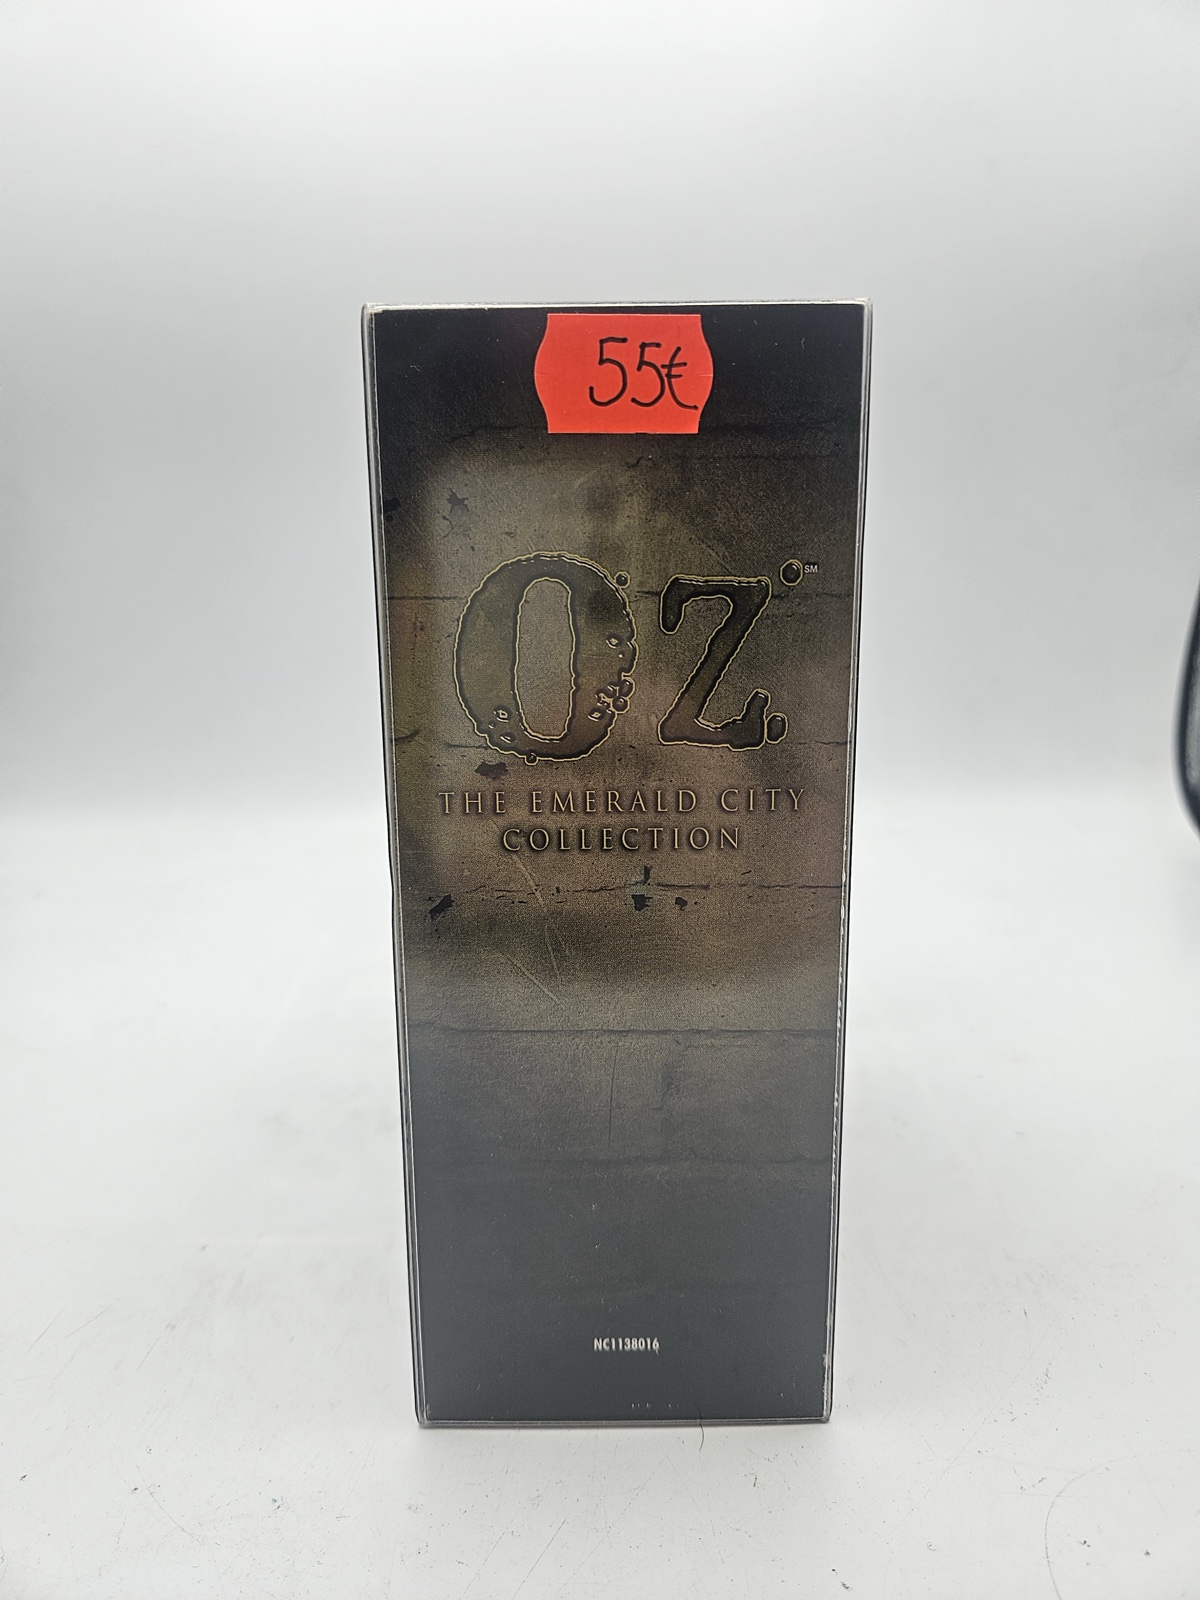 55€
OZ SM
THE EMERALD CITY
COLLECTION
NC1138016